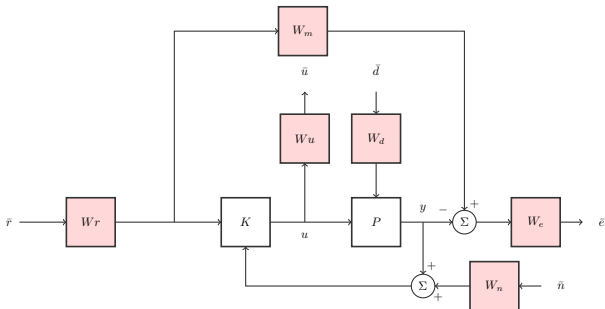 W_m
ũ
d̃
Wu
W_d
r̃
Wr
K
u
P
y
−
+
Σ
W_e
ẽ
+
Σ
+
W_n
ñ